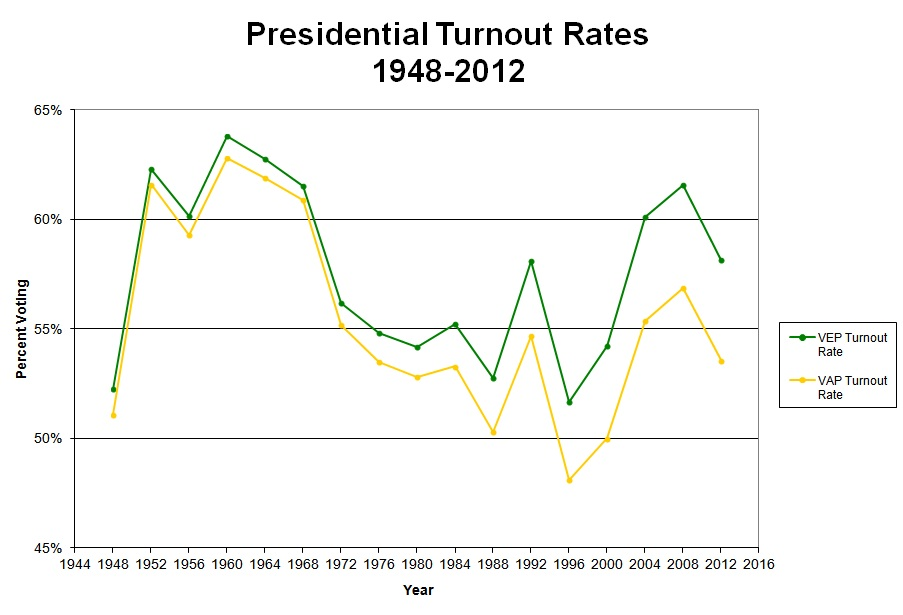 Presidential Turnout Rates
1948-2012
65%
60%
55%
50%
45%
Percent Voting
1944 1948 1952 1956 1960 1964 1968 1972 1976 1980 1984 1988 1992 1996 2000 2004 2008 2012 2016
Year
VEP Turnout
Rate
VAP Turnout
Rate